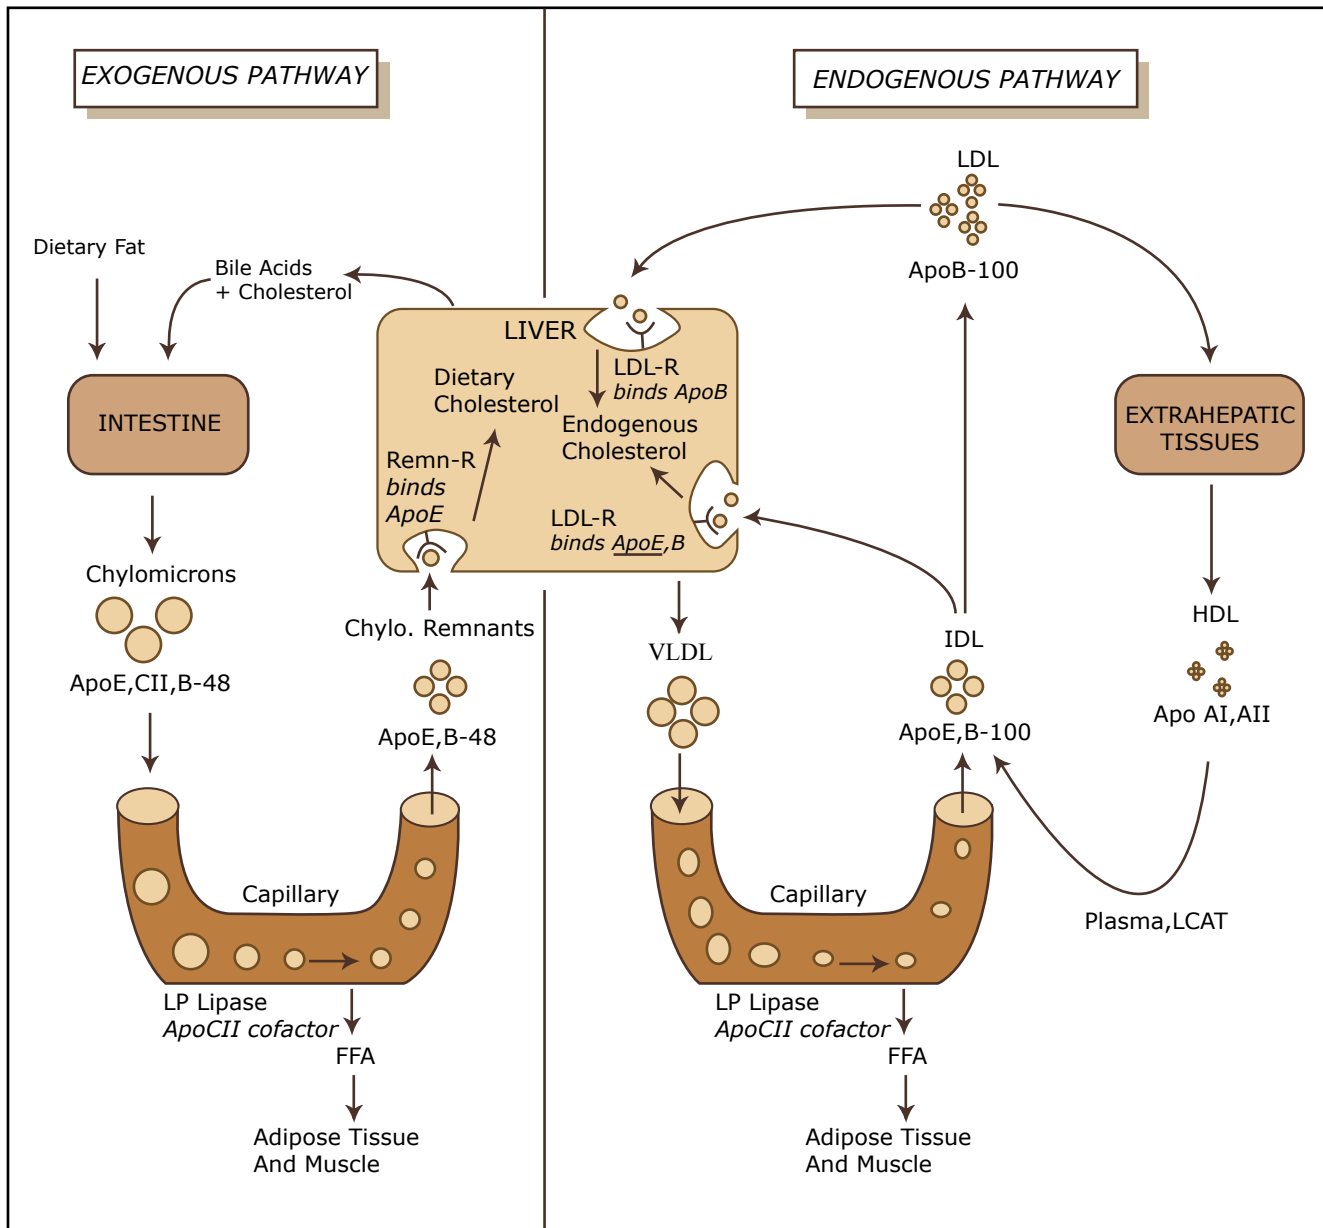 EXOGENOUS PATHWAY
Dietary Fat
Bile Acids
+ Cholesterol
INTESTINE
Chylomicrons
ApoE,CII,B-48
Chylo. Remnants
ApoE,B-48
Capillary
LP Lipase
ApoCII cofactor
FFA
Adipose Tissue
And Muscle
LIVER
Dietary
Cholesterol
Remn-R
binds
ApoE
LDL-R
binds ApoB
Endogenous
Cholesterol
LDL-R
binds ApoE,B
ENDOGENOUS PATHWAY
LDL
ApoB-100
EXTRAHEPATIC
TISSUES
HDL
Apo AI,AII
Plasma,LCAT
VLDL
IDL
ApoE,B-100
Capillary
LP Lipase
ApoCII cofactor
FFA
Adipose Tissue
And Muscle